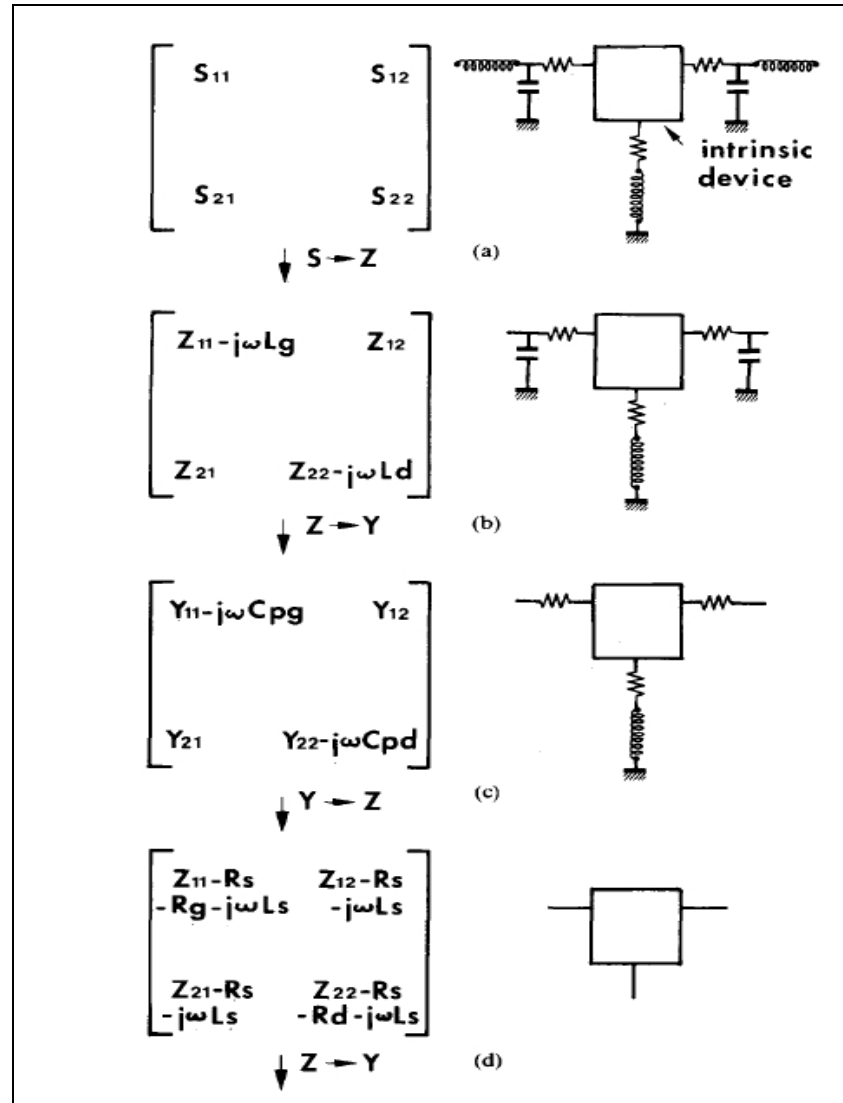 S11 S12
intrinsic
device
S21 S22
S → Z (a)
Z11-jωLg Z12
Z21 Z22-jωLd
Z → Y (b)
Y11-jωCpg Y12
Y21 Y22-jωCpd
Y → Z (c)
Z11-Rs Z12-Rs
-Rg-jωLs -jωLs
Z21-Rs Z22-Rs
-jωLs -Rd-jωLs
Z → Y (d)